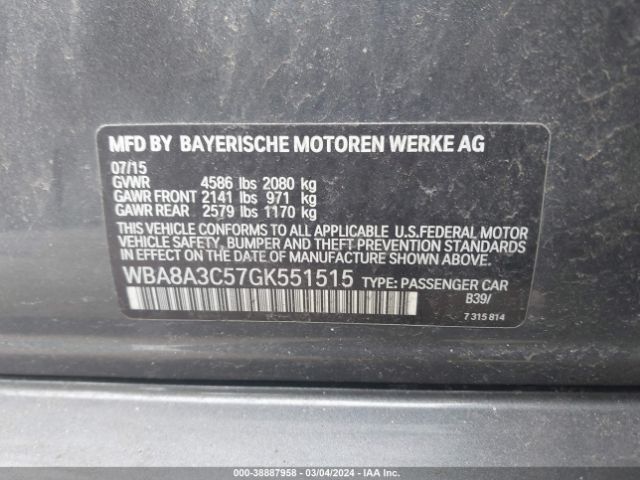 MFD BY BAYERISCHE MOTOREN WERKE AG
07/15
GVWR 4586 lbs 2080 kg
GAWR FRONT 2141 lbs 971 kg
GAWR REAR 2579 lbs 1170 kg
THIS VEHICLE CONFORMS TO ALL APPLICABLE U.S.FEDERAL MOTOR
VEHICLE SAFETY, BUMPER AND THEFT PREVENTION STANDARDS
IN EFFECT ON THE DATE OF MANUFACTURE SHOWN ABOVE.
WBA8A3C57GK551515 TYPE: PASSENGER CAR
B39/
7 315 814
000-38887958 - 03/04/2024 - IAA Inc.